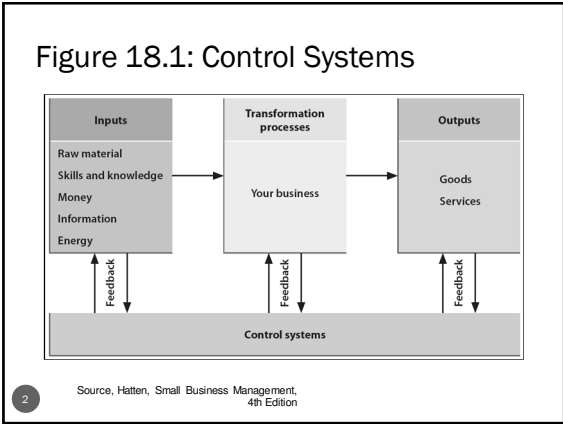 Figure 18.1: Control Systems
Inputs
Raw material
Skills and knowledge
Money
Information
Energy
Transformation
processes
Your business
Outputs
Goods
Services
Feedback
Feedback
Feedback
Control systems
2
Source, Hatten, Small Business Management,
4th Edition